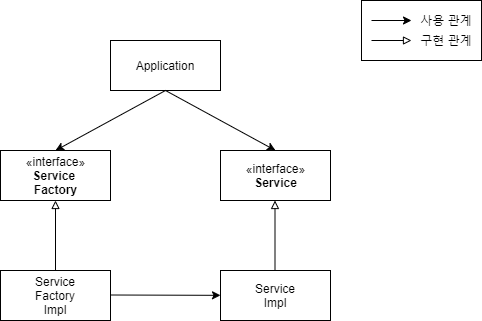 사용 관계
구현 관계
Application
«interface»
Service
Factory
«interface»
Service
Service
Factory
Impl
Service
Impl